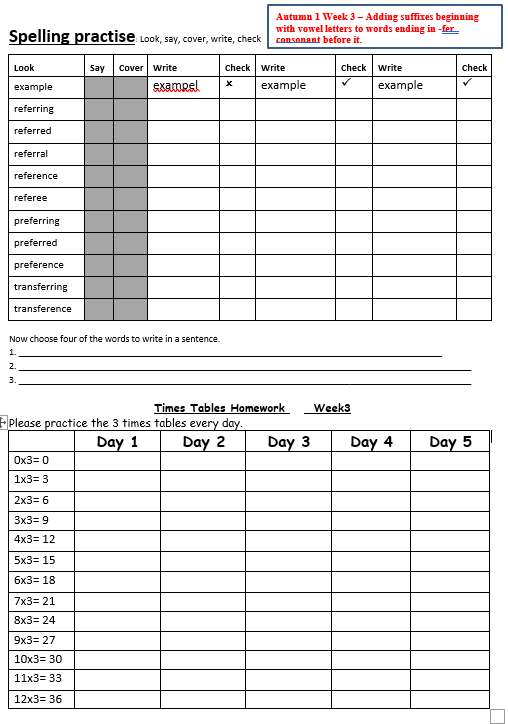 Autumn 1 Week 3 – Adding suffixes beginning
with vowel letters to words ending in -fer
consonant before it.
Spelling practise: Look, say, cover, write, check
Look Say Cover Write Check Write Check Write Check
example exampel × example ✓ example ✓
referring
referred
referral
reference
referee
preferring
preferred
preference
transferring
transference
Now choose four of the words to write in a sentence.
1.
2.
3.
Times Tables Homework Week3
Please practice the 3 times tables every day.
Day 1 Day 2 Day 3 Day 4 Day 5
0x3= 0
1x3= 3
2x3= 6
3x3= 9
4x3= 12
5x3= 15
6x3= 18
7x3= 21
8x3= 24
9x3= 27
10x3= 30
11x3= 33
12x3= 36